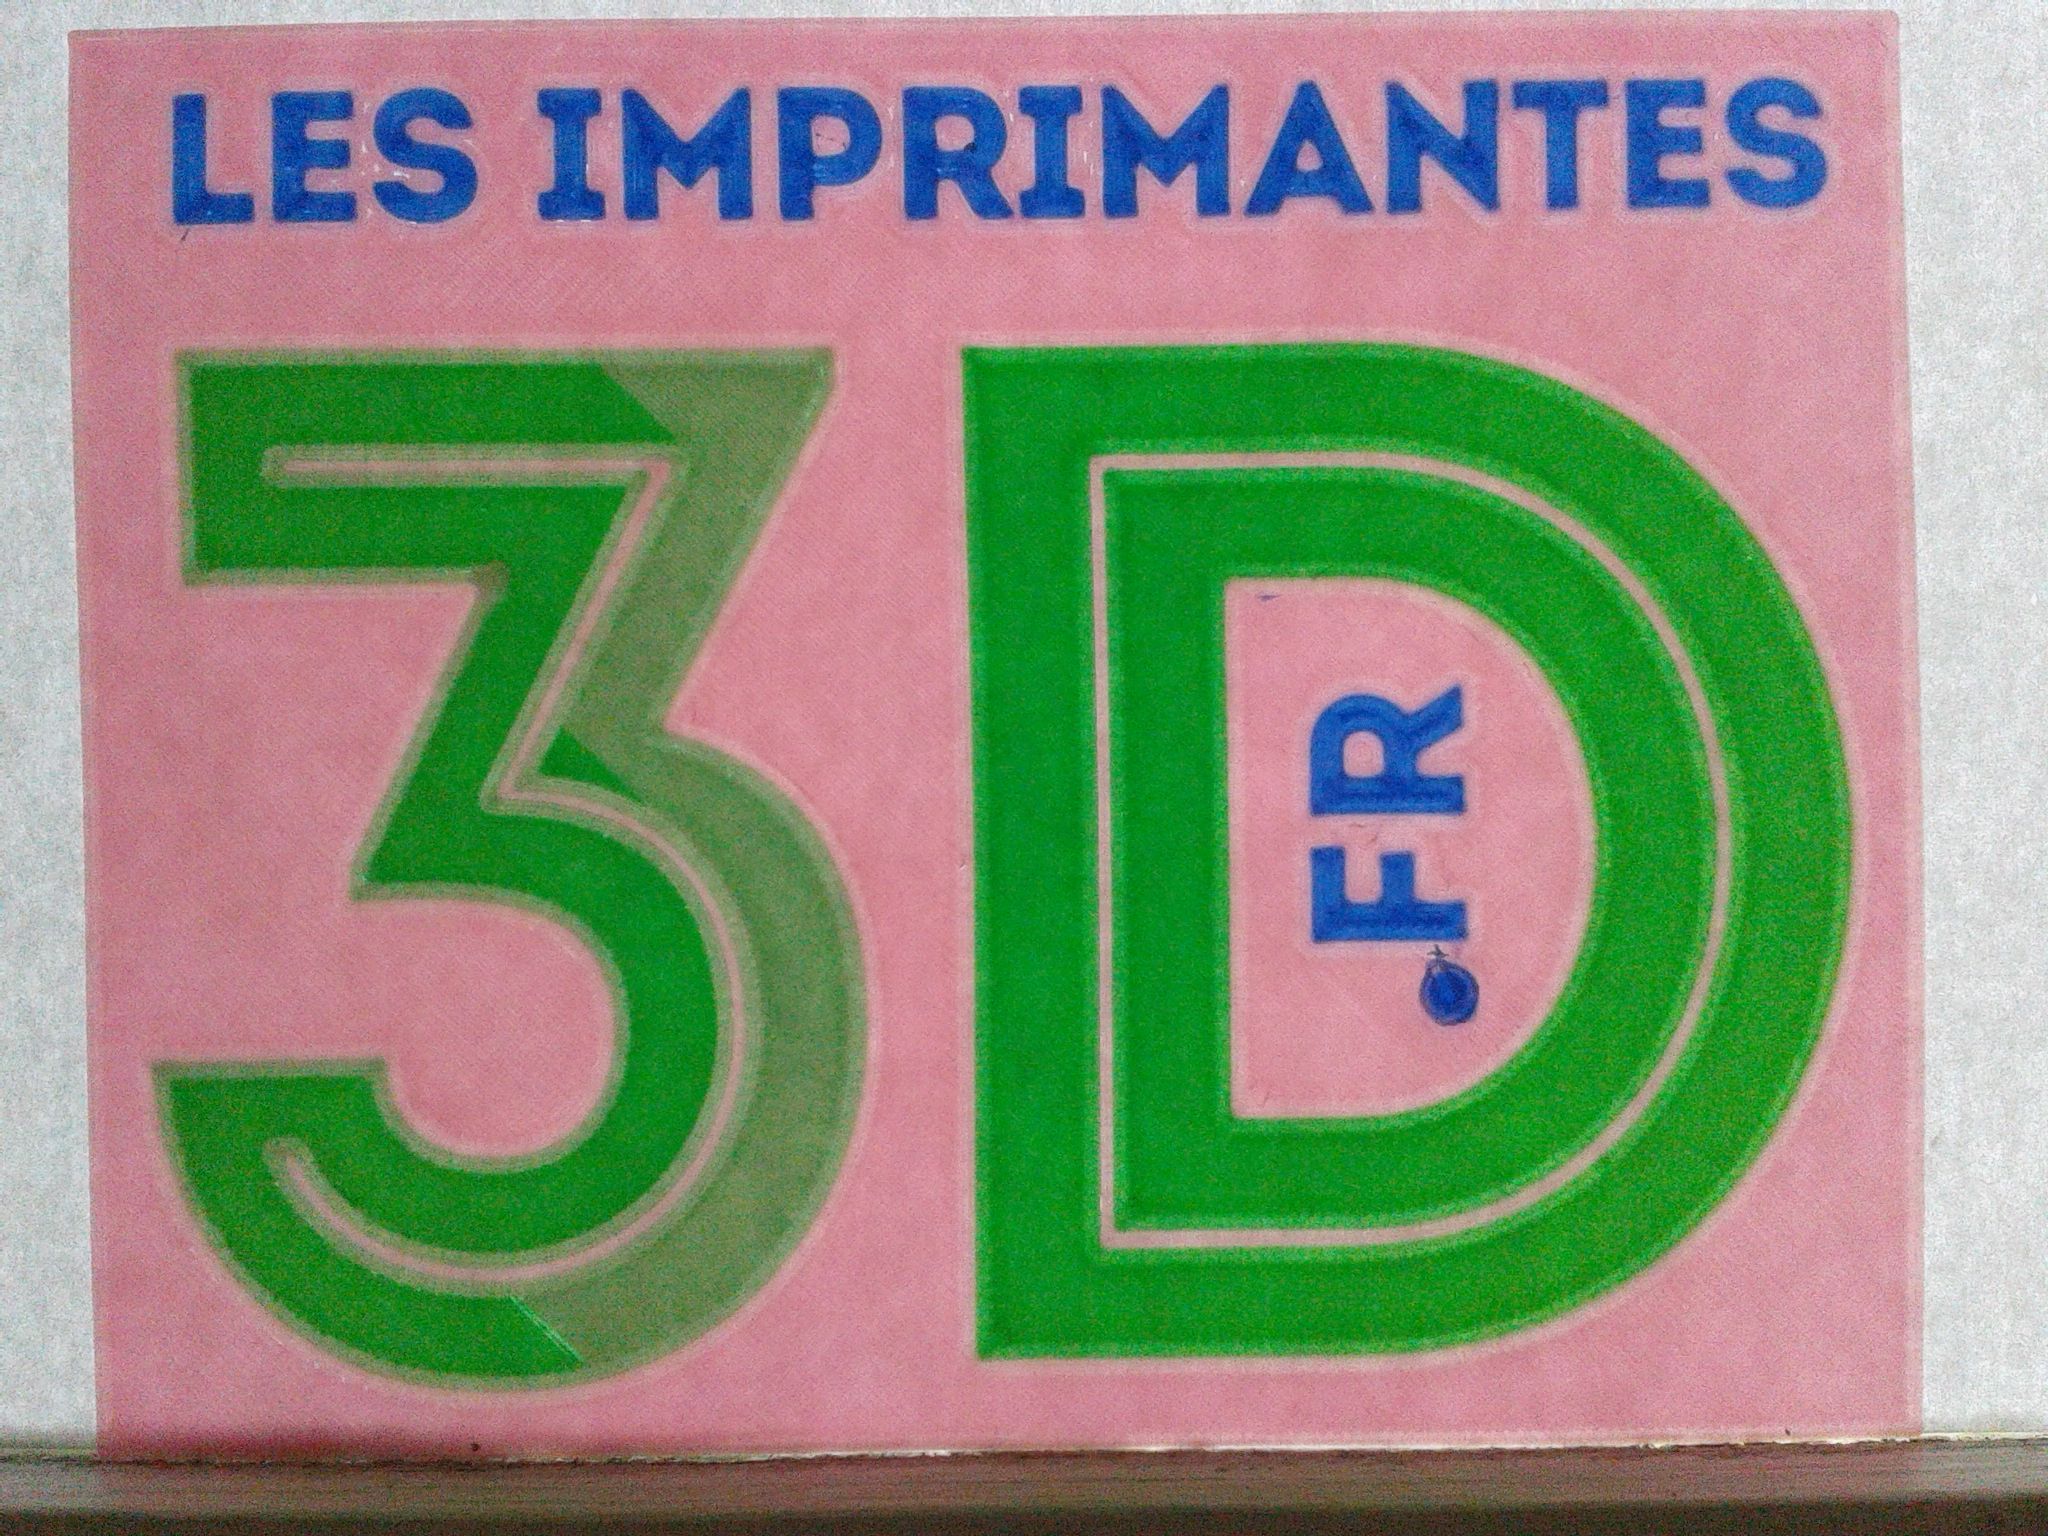 LES IMPRIMANTES
3D
.FR